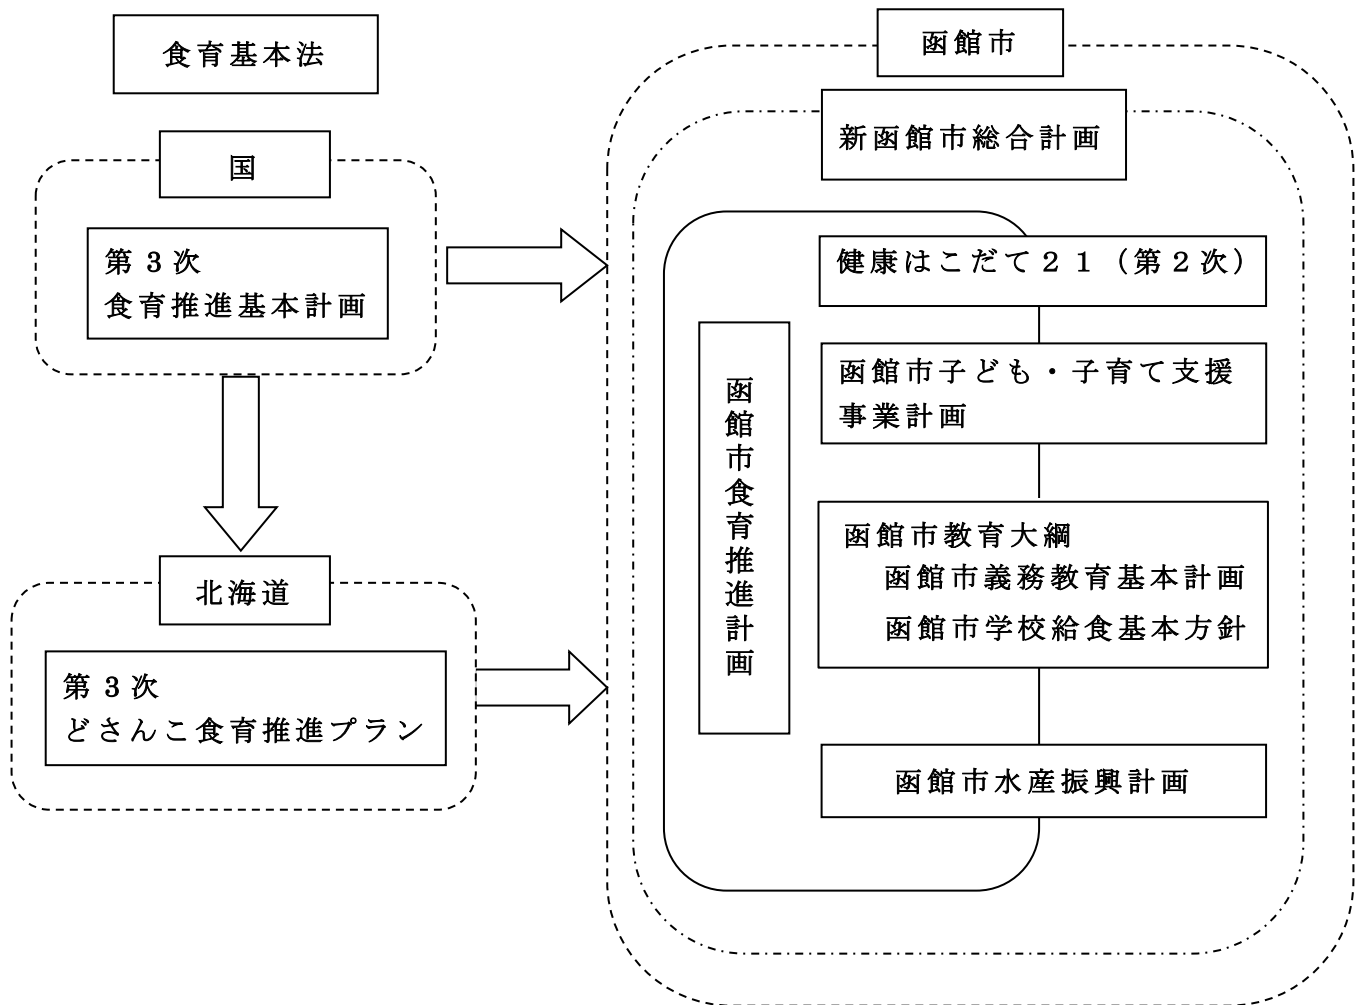 食育基本法
国
第３次
食育推進基本計画
北海道
第３次
どさんこ食育推進プラン
函館市
新函館市総合計画
函館市食育推進計画
健康はこだて２１（第２次）
函館市子ども・子育て支援
事業計画
函館市教育大綱
函館市義務教育基本計画
函館市学校給食基本方針
函館市水産振興計画